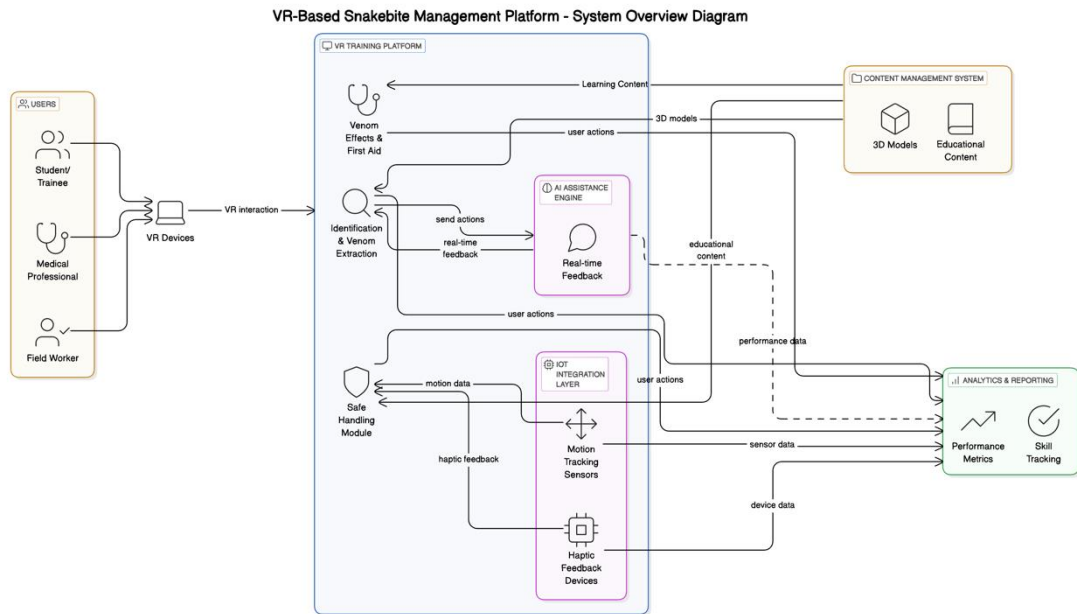 VR-Based Snakebite Management Platform - System Overview Diagram
VR TRAINING PLATFORM
USERS
Student/
Trainee
Medical
Professional
Field Worker
VR Devices
VR interaction
Venom
Effects &
First Aid
Identification
& Venom
Extraction
Safe
Handling
Module
Learning Content
3D models
user actions
send actions
real-time
feedback
AI ASSISTANCE
ENGINE
Real-time
Feedback
educational
content
user actions
performance data
user actions
IOT
INTEGRATION
LAYER
motion data
Motion
Tracking
Sensors
haptic feedback
Haptic
Feedback
Devices
sensor data
device data
CONTENT MANAGEMENT SYSTEM
3D Models
Educational
Content
ANALYTICS & REPORTING
Performance
Metrics
Skill
Tracking